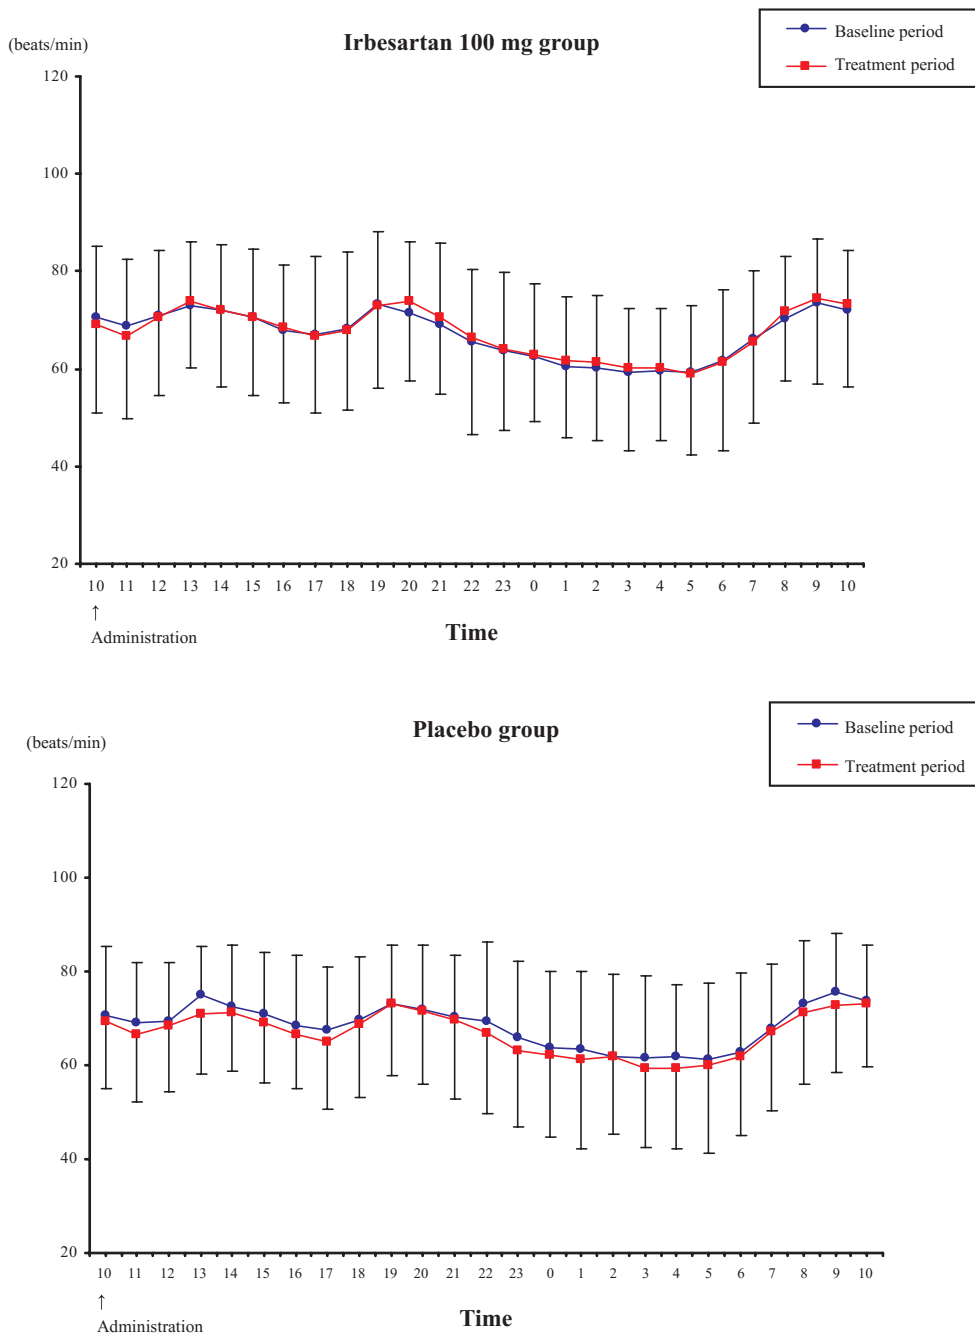 Irbesartan 100 mg group
(beats/min)
Baseline period
Treatment period
120
100
80
60
40
20
10 11 12 13 14 15 16 17 18 19 20 21 22 23 0 1 2 3 4 5 6 7 8 9 10
↑
Administration
Time
Placebo group
(beats/min)
Baseline period
Treatment period
120
100
80
60
40
20
10 11 12 13 14 15 16 17 18 19 20 21 22 23 0 1 2 3 4 5 6 7 8 9 10
↑
Administration
Time